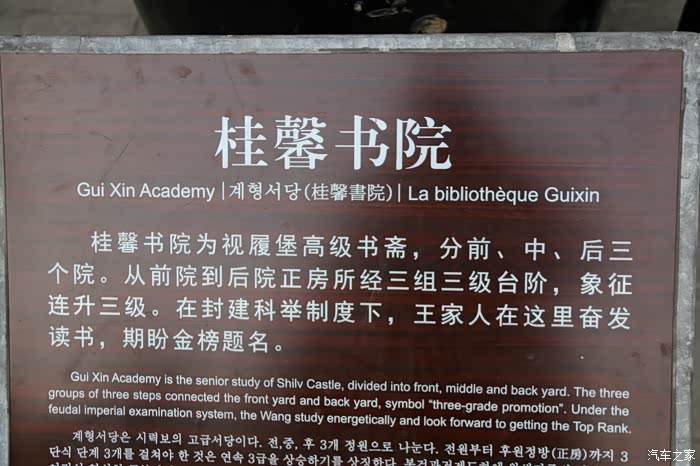 桂馨书院
Gui Xin Academy | 계형서당(桂馨書院) | La bibliothèque Guixin
桂馨书院为视履堡高级书斋，分前、中、后三
个院。从前院到后院正房所经三组三级台阶，象征
连升三级。在封建科举制度下，王家人在这里奋发
读书，期盼金榜题名。
Gui Xin Academy is the senior study of Shilv Castle, divided into front, middle and back yard. The three
groups of three steps connected the front yard and back yard, symbol "three-grade promotion". Under the
feudal imperial examination system, the Wang study energetically and look forward to getting the Top Rank.
계형서당은 시력보의 고급서당이다. 전,중, 후 3개 정원으로 나눈다. 전원부터 후원정방(正房)까지 3
단식 단계 3개를 걸쳐야 한 것은 연속 3급을 상승하기를 상징한다.
汽车之家